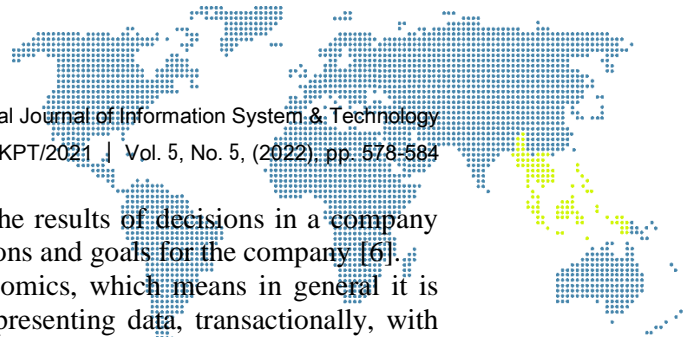 al Journal of Information System & Technology
KPT/2021 | Vol. 5, No. 5, (2022), pp. 578-584
he results of decisions in a company
ons and goals for the company [6].
omics, which means in general it is
presenting data, transactionally, with